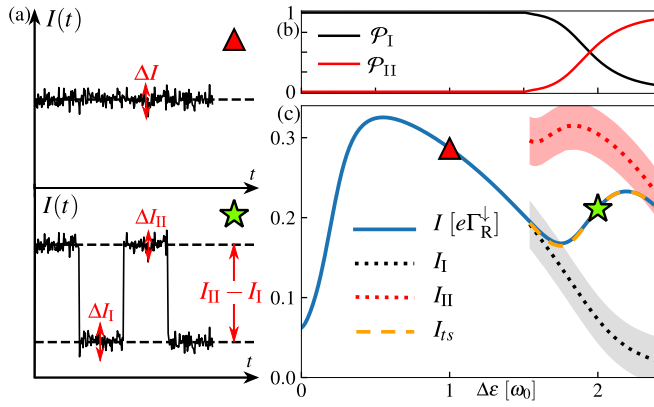 (a)
I(t)
ΔI
t
I(t)
ΔI_II
I_II − I_I
ΔI_I
t
1
(b)
𝒫_I
𝒫_II
0
(c)
0.3
0.2
0.1
0.0
I [eΓ_R^↓]
I_I
I_II
I_ts
0
1
2
Δε [ω_0]